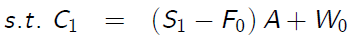 s.t. C₁ = (S₁ − F₀) A + W₀